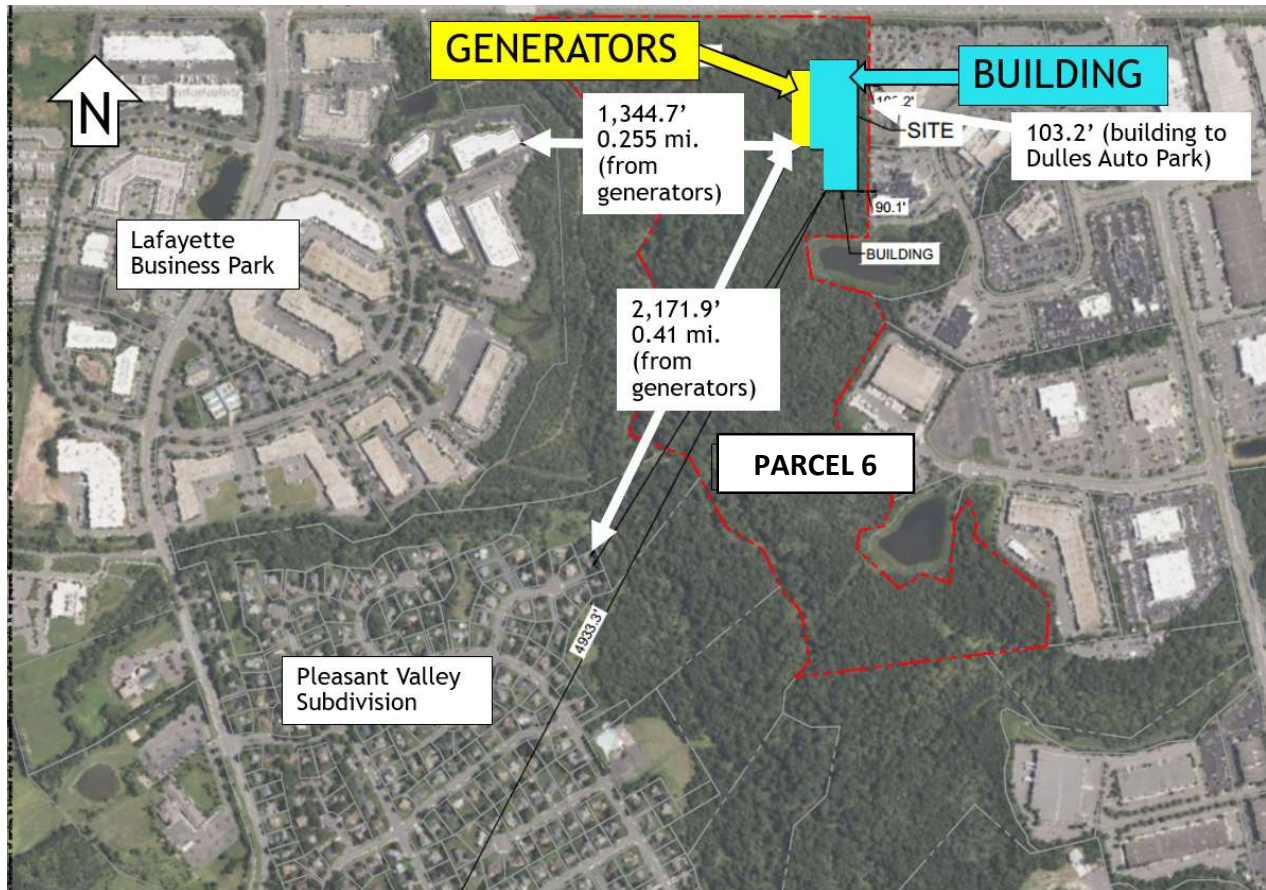 GENERATORS
BUILDING
N
1,344.7’
0.255 mi.
(from
generators)
SITE
103.2’ (building to
Dulles Auto Park)
90.1'
BUILDING
Lafayette
Business Park
2,171.9’
0.41 mi.
(from
generators)
PARCEL 6
4933.3'
Pleasant Valley
Subdivision